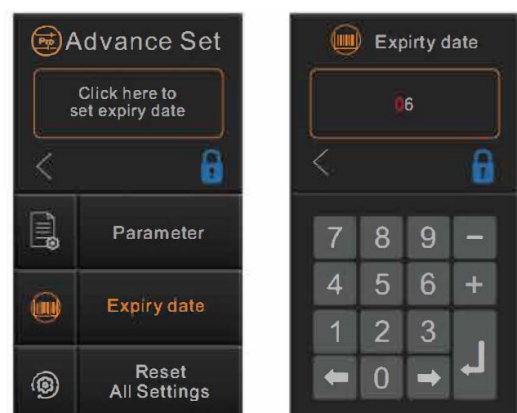 Pro
Advance Set
Click here to
set expiry date
Parameter
Expiry date
Reset
All Settings
Expirty date
06
7 8 9 -
4 5 6 +
1 2 3
0